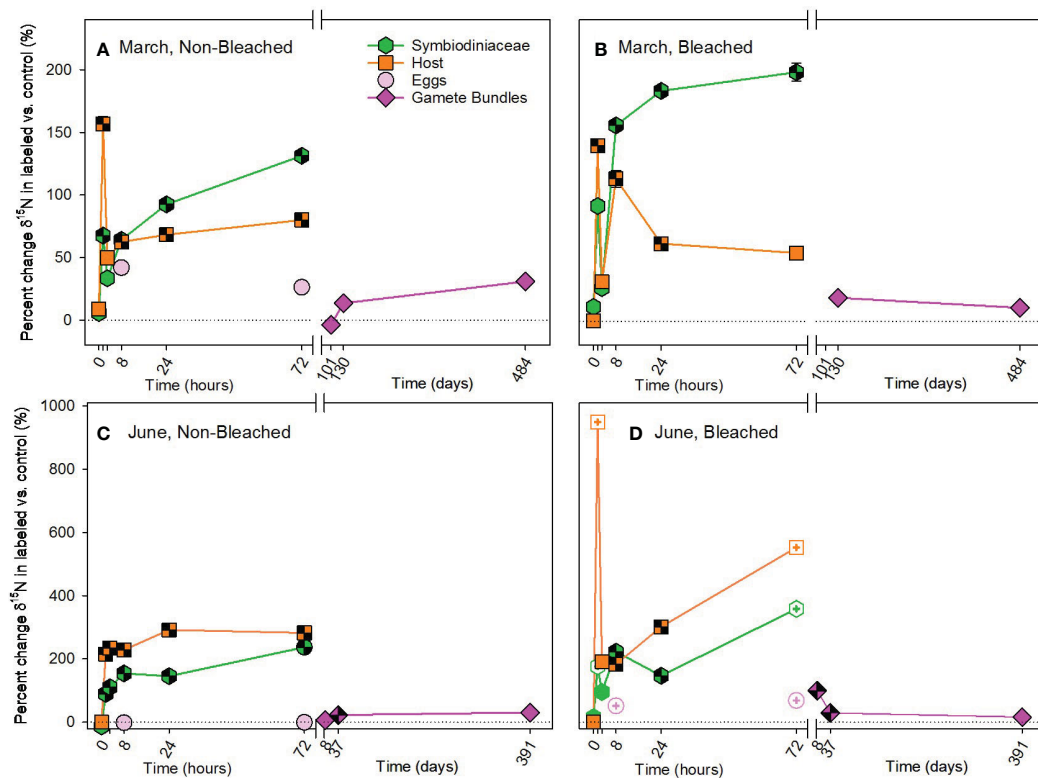 A March, Non-Bleached
Symbiodiniaceae
Host
Eggs
Gamete Bundles
B March, Bleached
Percent change δ¹⁵N in labeled vs. control (%)
200
150
100
50
0
0 8 24 72 101 130 484
Time (hours) Time (days)
0 8 24 72 101 130 484
Time (hours) Time (days)
C June, Non-Bleached
D June, Bleached
Percent change δ¹⁵N in labeled vs. control (%)
1000
800
600
400
200
0
0 8 24 72 8 37 391
Time (hours) Time (days)
0 8 24 72 8 37 391
Time (hours) Time (days)